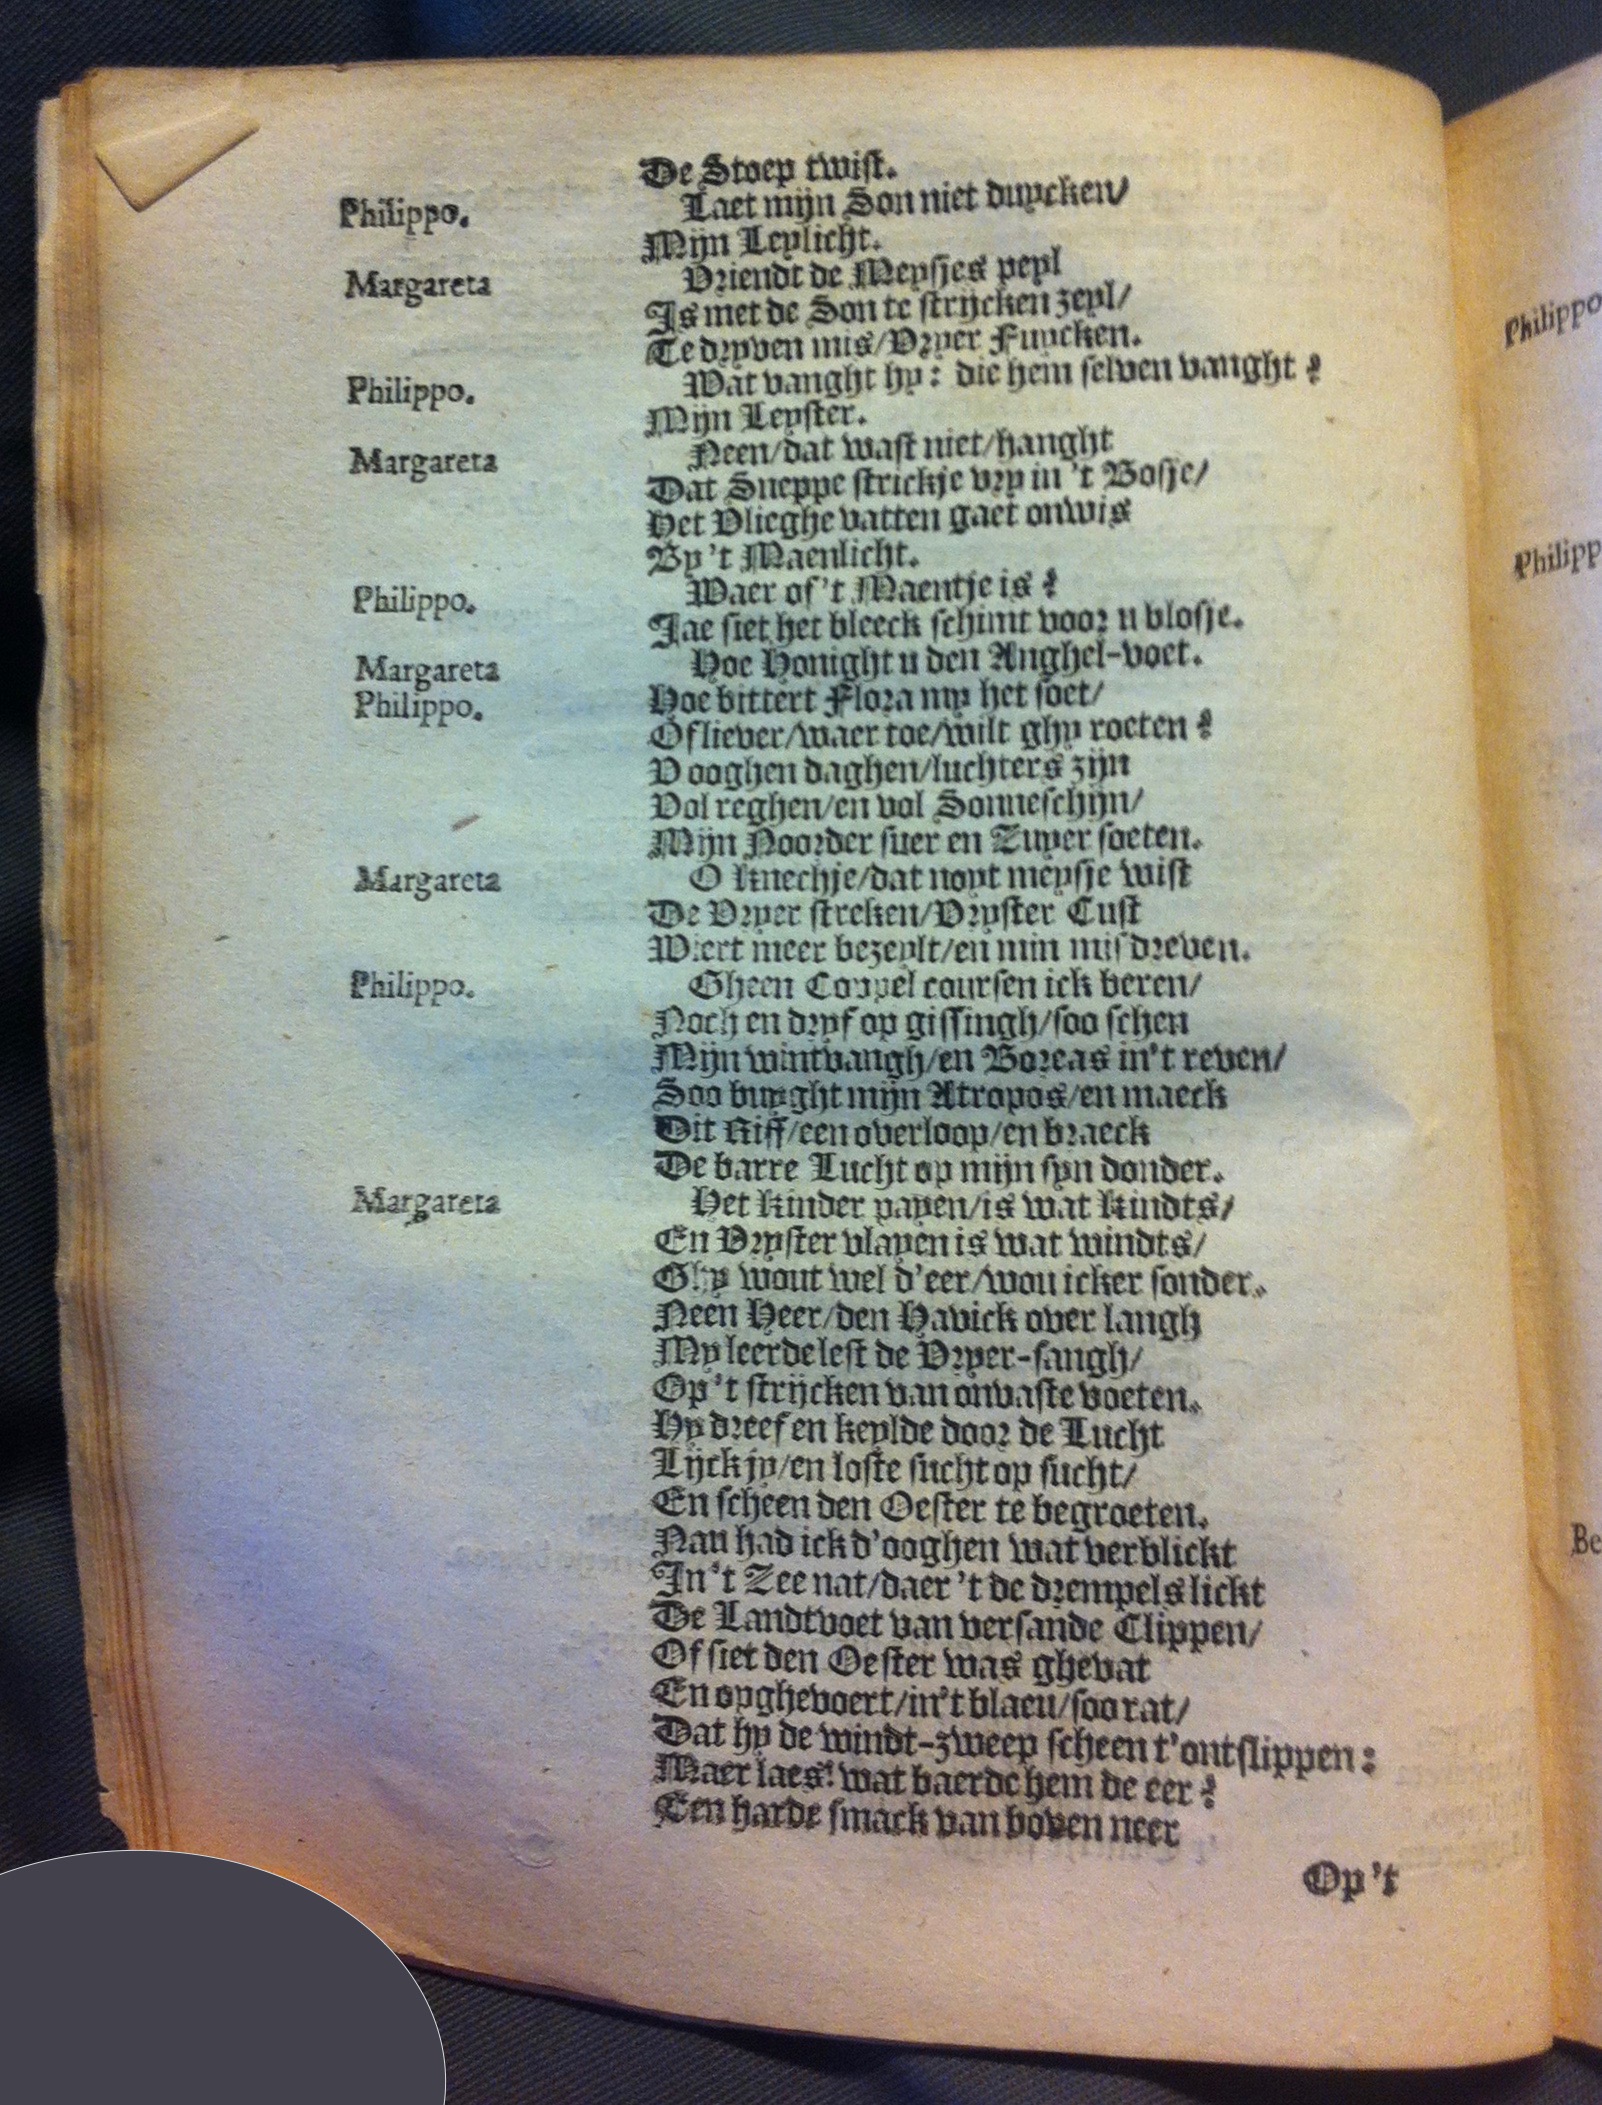 De Stoep twist.
Philippo. Laet mijn Son niet duycken/
Mijn Leylicht.
Margareta Vriendt de Meysjes peyl
Is met de Son te strijcken zeyl/
Te dryven mis/Vryer Funcken.
Philippo. Wat vanght hy: die hem selven vanght?
Mijn Leyster.
Margareta Neen/dat wast niet/hanght
Dat Sneppe strickje vry in 't Bosje/
Het Vlieghe vatten gaet onwis
By 't Maenlicht.
Philippo. Waer of 't Maentje is?
Jae siet het bleeck schimt voor u blosje.
Margareta Hoe Honight u den Anghel-voet.
Philippo. Hoe bittert Flora my het soet/
Of liever/waer toe/wilt ghy roeten?
V ooghen daghen/luchters zijn
Vol reghen/en vol Sonneschijn/
Mijn Noorder suer en Zuyer soeten.
Margareta O knechje/dat noyt meysje wist
De Vryer streken/Vryster Lust
Wiert meer bezeylt/en min misdreven.
Philippo. Gheen Coppel coursen ick beren/
Noch en dryf op gissingh/soo schen
Mijn wintvangh/en Boreas in't reven/
Soo buyght mijn Atropos/en maeck
Dit Riff/een overloop/en braeck
De barre Lucht op mijn syn donder.
Margareta Het kinder payen/is wat kindts/
En Vryster vlayen is wat windts/
Ghy wout wel d'eer/wou icker sonder.
Neen Heer/den Havick over langh
My leerde lest de Vryer-sangh/
Op 't strijcken van onvaste voeten.
Hy dreef en keylde door de Lucht
Lijck jy/en loste sucht op sucht/
En scheen den Oester te begroeten.
Nau had ick d'ooghen wat verblickt
In 't Zee nat/daer 't de drempels lickt
De Landtvoet van versande Clippen/
Of siet den Oester was ghevat
En opghevoert/in't blaeu/soo rat/
Dat hy de windt-zweep scheen t'ontslippen:
Maer laes! wat baerde hem de eer?
Een harde smack van boven neer
Op 't
Philippo
Philipp
Be